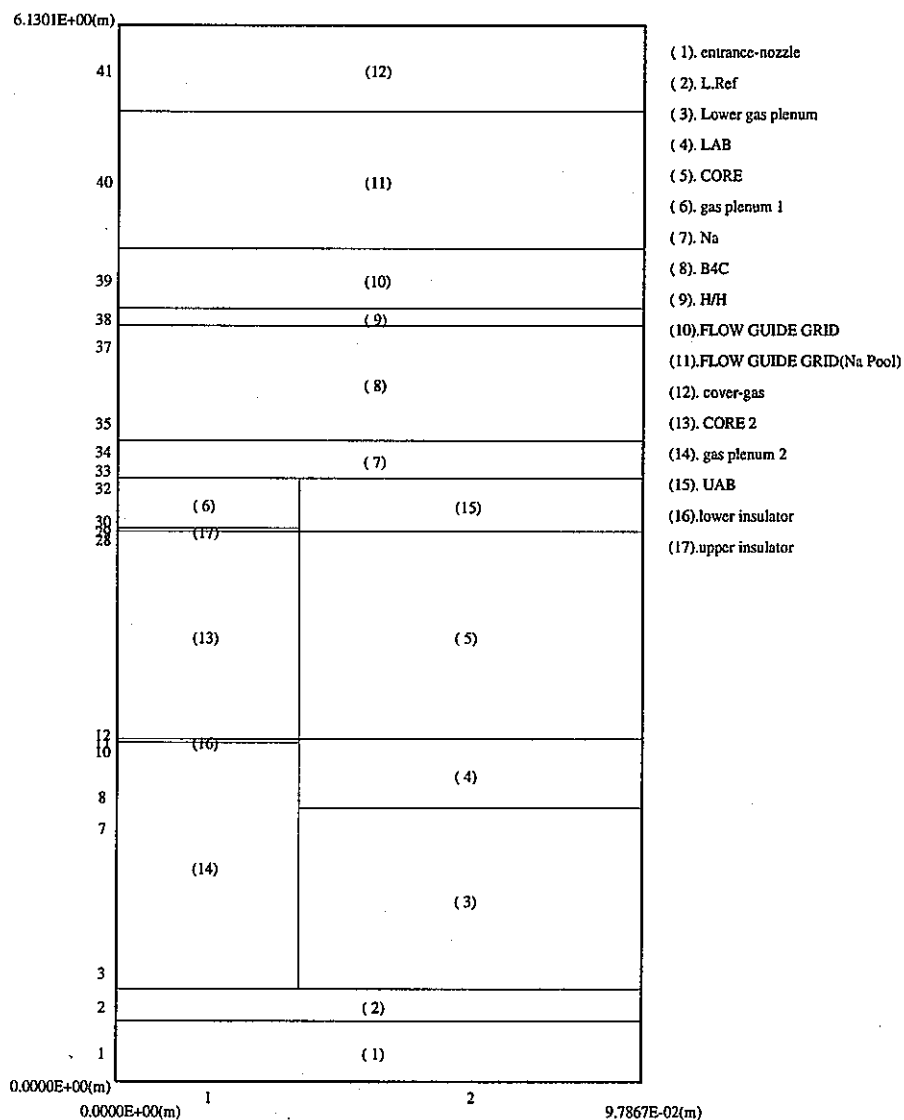 6.1301E+00(m)
41
(12)
40
(11)
39
(10)
38
( 9)
37
( 8)
35
34
( 7)
33
32
( 6)
(15)
30
29
(17)
28
(13)
( 5)
12
11
(16)
10
( 4)
8
7
(14)
( 3)
3
2
( 2)
1
( 1)
0.0000E+00(m)
1
2
0.0000E+00(m)
9.7867E-02(m)
( 1). entrance-nozzle
( 2). L.Ref
( 3). Lower gas plenum
( 4). LAB
( 5). CORE
( 6). gas plenum 1
( 7). Na
( 8). B4C
( 9). H/H
(10).FLOW GUIDE GRID
(11).FLOW GUIDE GRID(Na Pool)
(12). cover-gas
(13). CORE 2
(14). gas plenum 2
(15). UAB
(16).lower insulator
(17).upper insulator